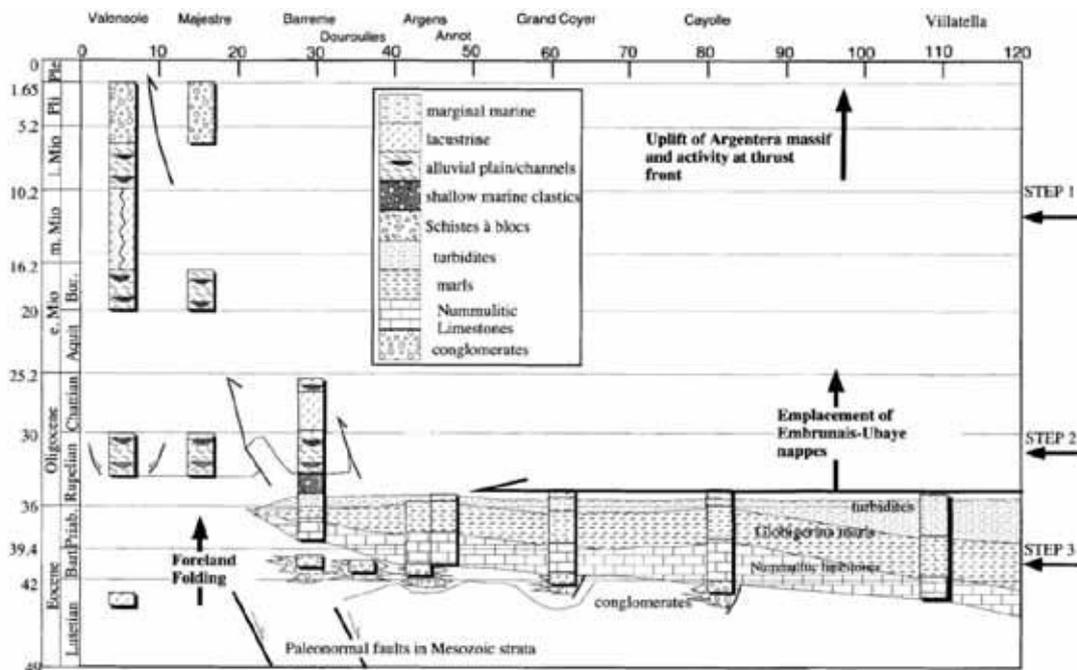 Valensole Majestre Barreme Argens Grand Coyer Cayolle Villatella
Douroulies Annot
0 10 20 30 40 50 60 70 80 90 100 110 120
0
Ple
1.65
Pli
5.2
l. Mio
10.2
m. Mio
16.2
e. Mio
Bur.
20
Aquit
25.2
Oligocene
Chattian
30
Rupelian
36
Eocene
Priab.
39.4
Bart
42
Lutetian
49
marginal marine
lacustrine
alluvial plain/channels
shallow marine clastics
Schistes à blocs
turbidites
marls
Nummulitic
Limestones
conglomerates
Uplift of Argentera massif
and activity at thrust
front
STEP 1
Emplacement of
Embrunais-Ubaye
nappes
STEP 2
turbidites
Globigerina marls
STEP 3
Nummulitic limestones
Foreland
Folding
conglomerates
Paleonormal faults in Mesozoic strata